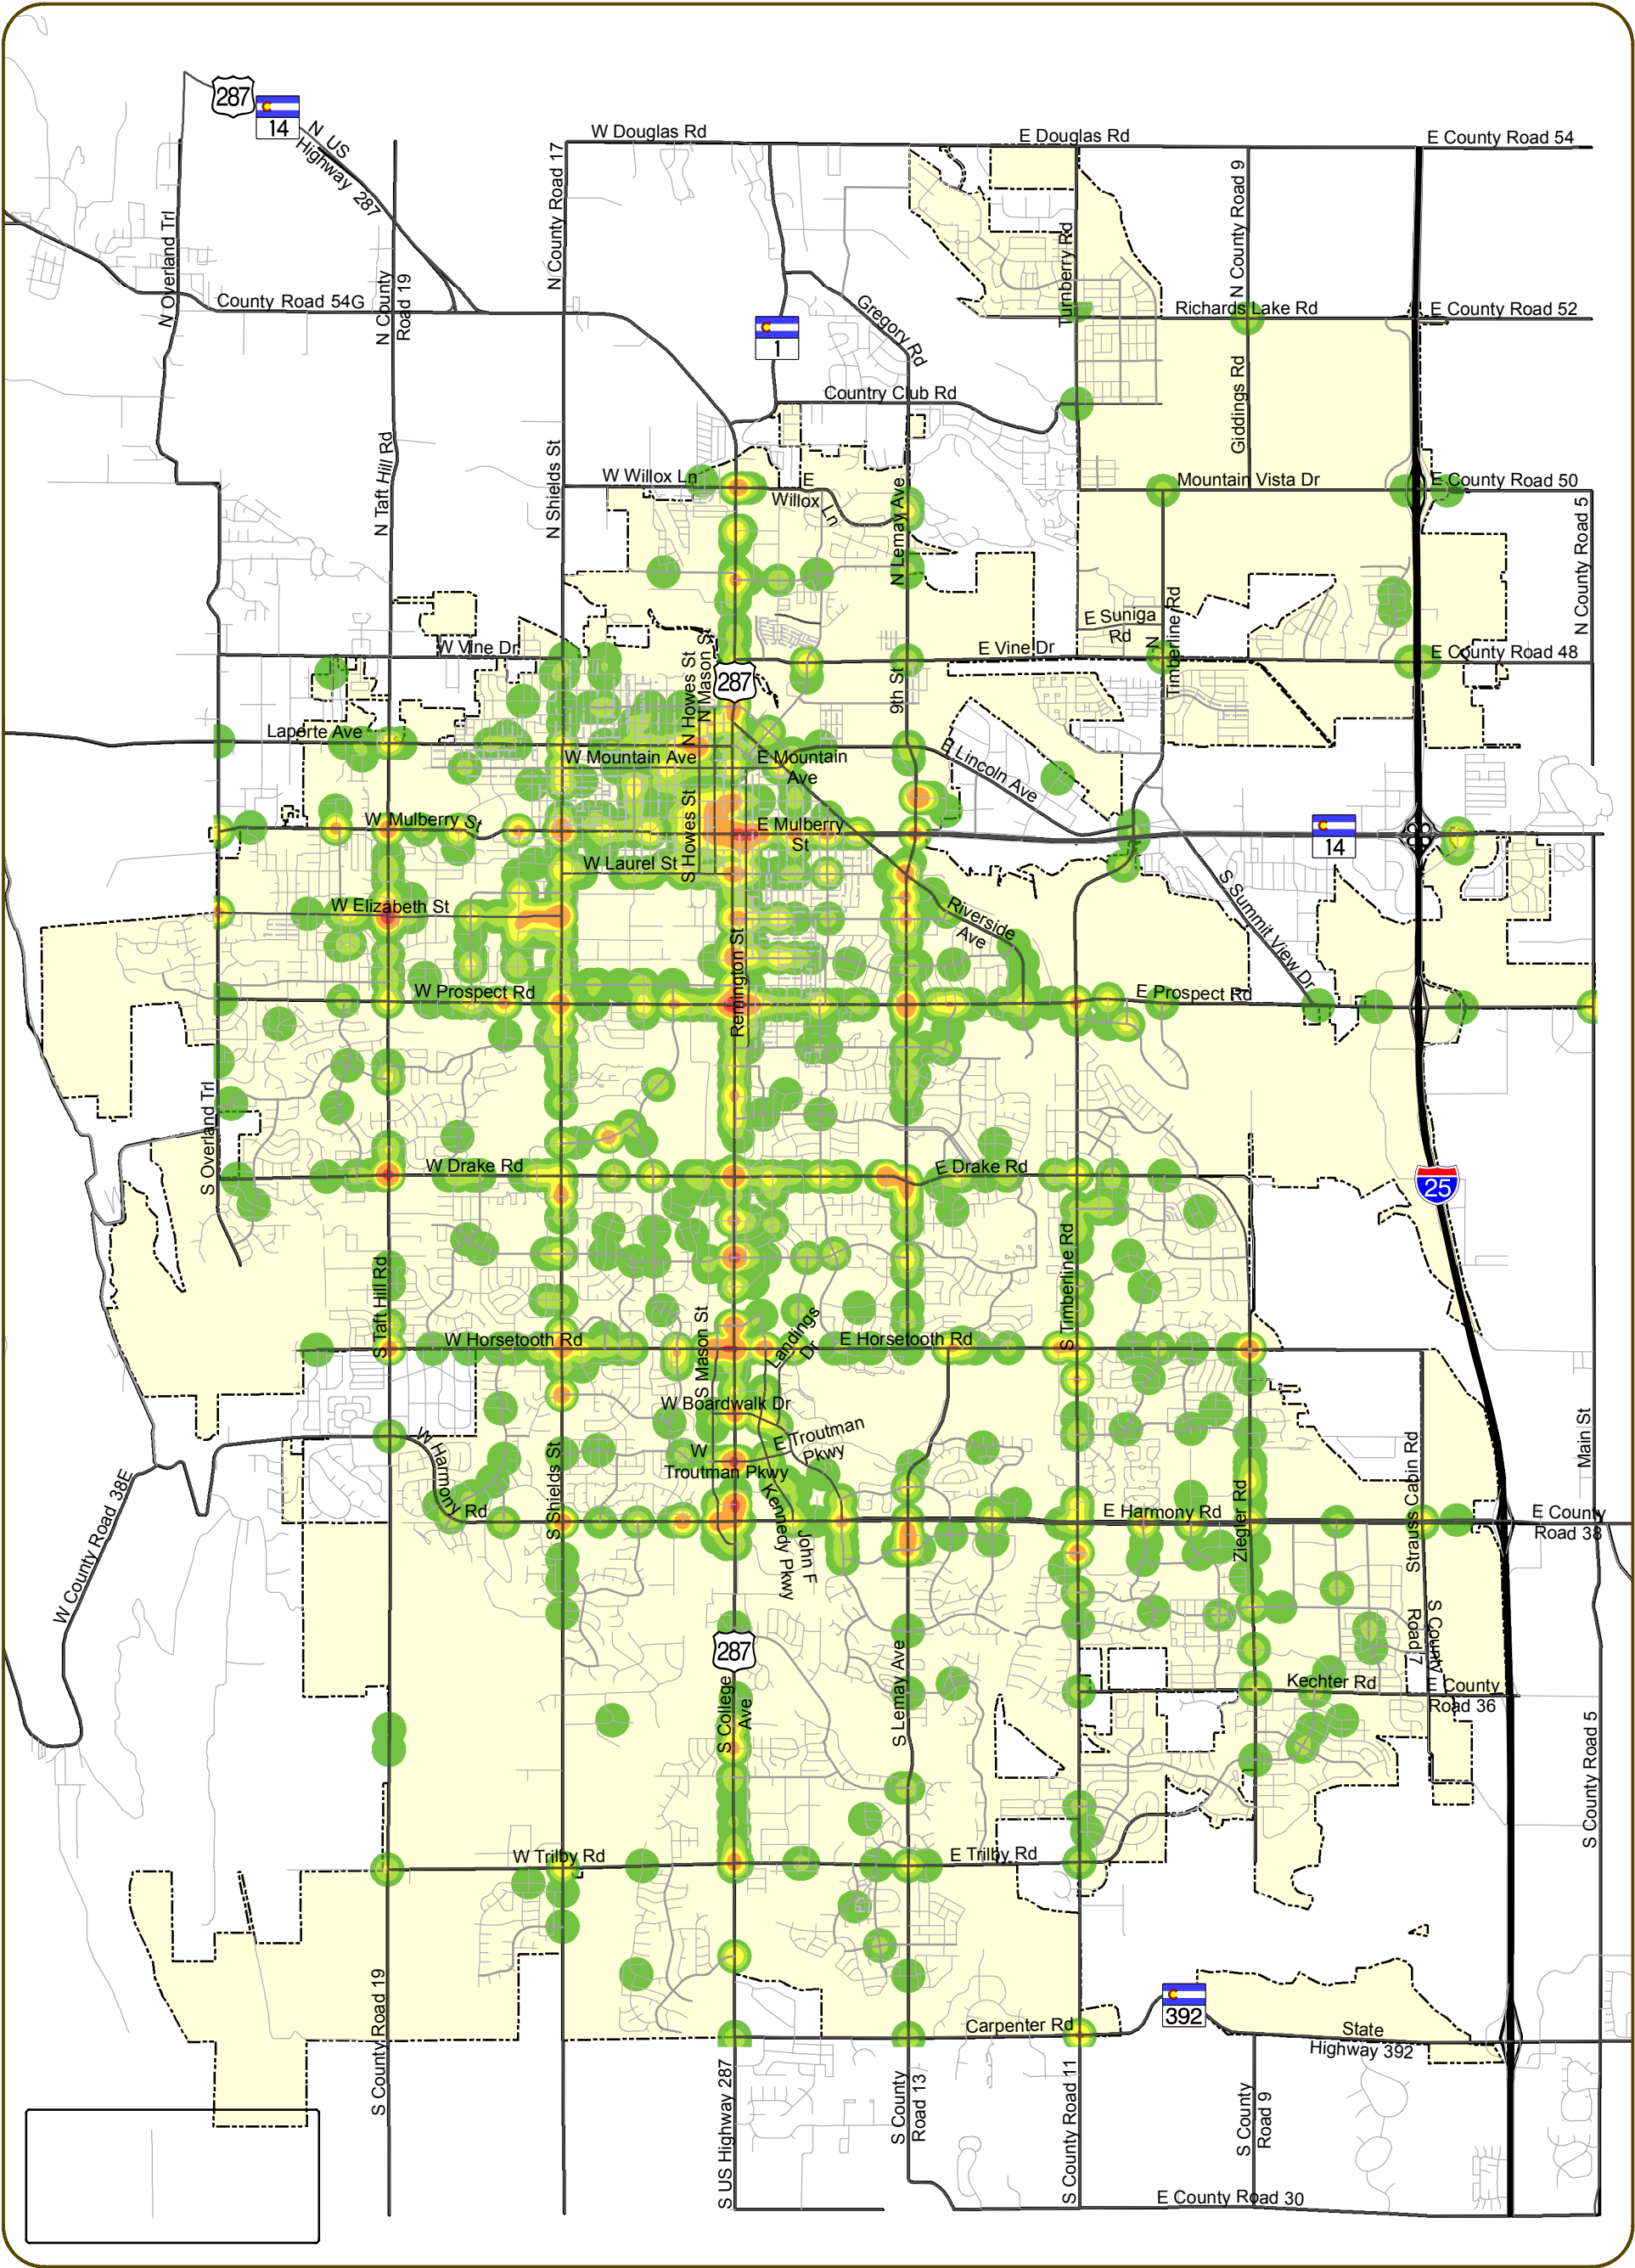 287
14
N US
Highway 287
W Douglas Rd
E Douglas Rd
E County Road 54
N Overland Trl
N County Road 17
N County Road 9
Turnberry Rd
County Road 54G
N County
Road 19
Richards Lake Rd
E County Road 52
Gregory Rd
1
Country Club Rd
Giddings Rd
N Taft Hill Rd
N Shields St
W Willox Ln
E
Willox
Ln
N Lemay Ave
Mountain Vista Dr
E County Road 50
N County Road 5
E Suniga
Rd
N
Timberline Rd
W Vine Dr
N Howes St
N Mason St
287
E Vine Dr
9th St
E County Road 48
Laporte Ave
W Mountain Ave
E Mountain
Ave
E Lincoln Ave
W Mulberry St
S Howes St
E Mulberry
St
14
W Laurel St
S Summit View Dr
W Elizabeth St
Riverside
Ave
Remington St
W Prospect Rd
E Prospect Rd
S Overland Trl
W Drake Rd
E Drake Rd
25
S Taft Hill Rd
S Timberline Rd
W Horsetooth Rd
S Mason St
Landings
Dr
E Horsetooth Rd
W Boardwalk Dr
W
Troutman Pkwy
E Troutman
Pkwy
W Harmony
Rd
S Shields St
John F
Kennedy Pkwy
E Harmony Rd
Ziegler Rd
Strauss Cabin Rd
Main St
E County
Road 38
W County Road 38E
287
S College
Ave
S Lemay Ave
S County
Road 7
Kechter Rd
E County
Road 36
S County Road 5
W Trilby Rd
E Trilby Rd
S County Road 19
Carpenter Rd
392
State
Highway 392
S US Highway 287
S County
Road 13
S County Road 11
S County
Road 9
E County Road 30